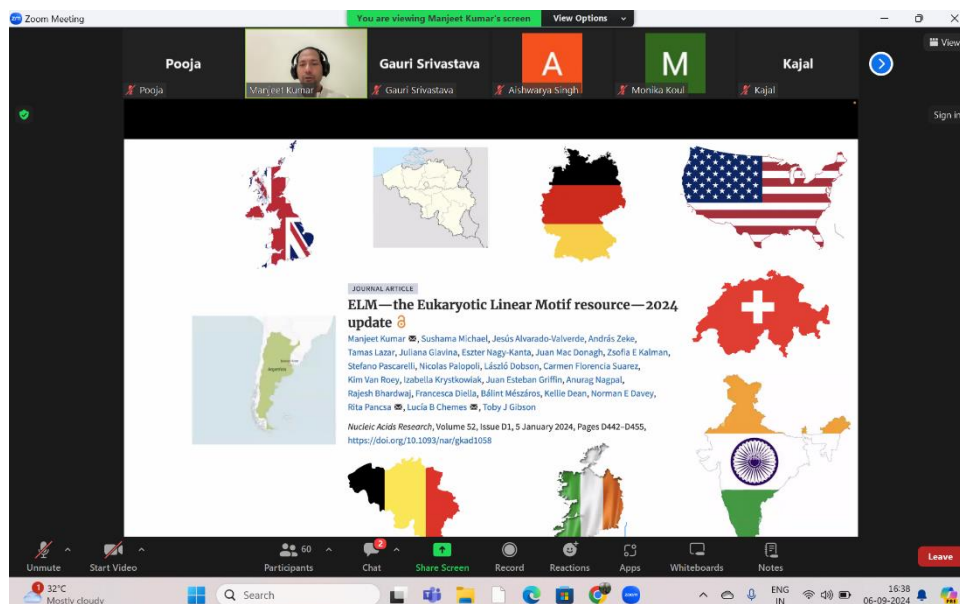 Zoom Meeting
You are viewing Manjeet Kumar's screen View Options
View
Pooja Gauri Srivastava A M Kajal
Pooja Manjeet Kumar Gauri Srivastava Aishwarya Singh Monika Koul Kajal
Sign in
JOURNAL ARTICLE
ELM—the Eukaryotic Linear Motif resource—2024
update
Manjeet Kumar, Sushama Michael, Jesús Alvarado-Valverde, András Zeke,
Tamas Lazar, Juliana Glavina, Eszter Nagy-Kanta, Juan Mac Donagh, Zsofia E Kalman,
Stefano Pascarelli, Nicolas Palopoli, László Dobson, Carmen Florencia Suarez,
Kim Van Roey, Izabella Krystkowiak, Juan Esteban Griffin, Anurag Nagpal,
Rajesh Bhardwaj, Francesca Diella, Bálint Mészáros, Kellie Dean, Norman E Davey,
Rita Pancsa, Lucía B Chemes, Toby J Gibson
Nucleic Acids Research, Volume 52, Issue D1, 5 January 2024, Pages D442–D455,
https://doi.org/10.1093/nar/gkad1058
Argentina
60 2
Unmute Start Video Participants Chat Share Screen Record Reactions Apps Whiteboards Notes Leave
1 32°C
Mostly cloudy
Search
ENG
IN
16:38
06-09-2024